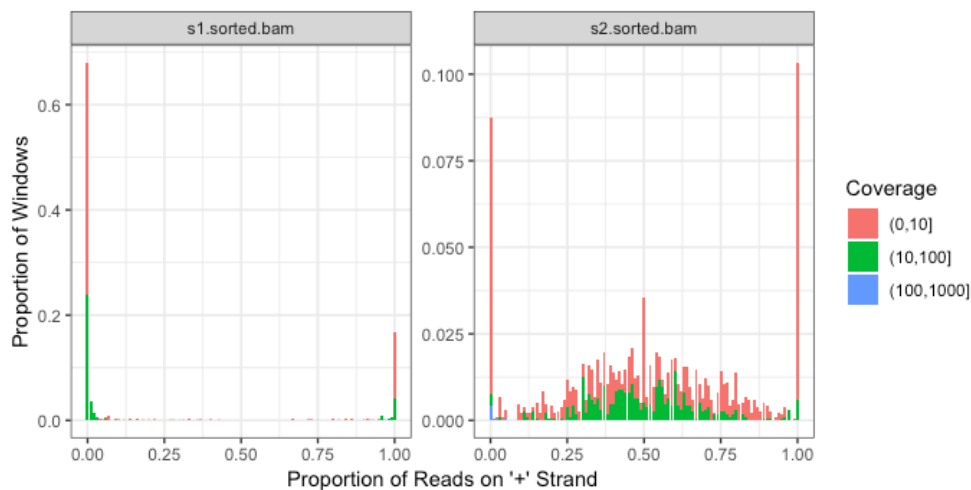 s1.sorted.bam
s2.sorted.bam
Proportion of Windows
0.6
0.4
0.2
0.0
0.100
0.075
0.050
0.025
0.000
0.00 0.25 0.50 0.75 1.00
0.00 0.25 0.50 0.75 1.00
Proportion of Reads on '+' Strand
Coverage
(0,10]
(10,100]
(100,1000]